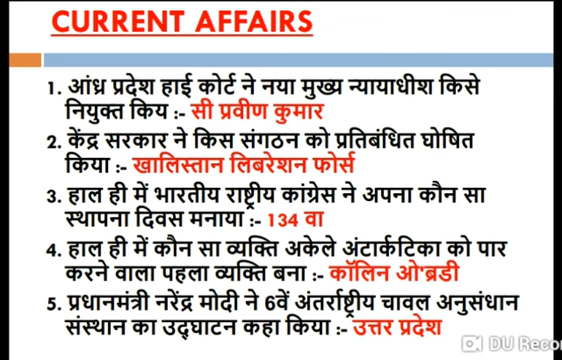 CURRENT AFFAIRS
1. आंध्र प्रदेश हाई कोर्ट ने नया मुख्य न्यायाधीश किसे
नियुक्त किय :- सी प्रवीण कुमार
2. केंद्र सरकार ने किस संगठन को प्रतिबंधित घोषित
किया :- खालिस्तान लिबरेशन फोर्स
3. हाल ही में भारतीय राष्ट्रीय कांग्रेस ने अपना कौन सा
स्थापना दिवस मनाया :- 134 वा
4. हाल ही में कौन सा व्यक्ति अकेले अंटार्कटिका को पार
करने वाला पहला व्यक्ति बना :- कॉलिन ओ'ब्रडी
5. प्रधानमंत्री नरेंद्र मोदी ने 6वें अंतर्राष्ट्रीय चावल अनुसंधान
संस्थान का उद्घाटन कहा किया :- उत्तर प्रदेश
DU Recor